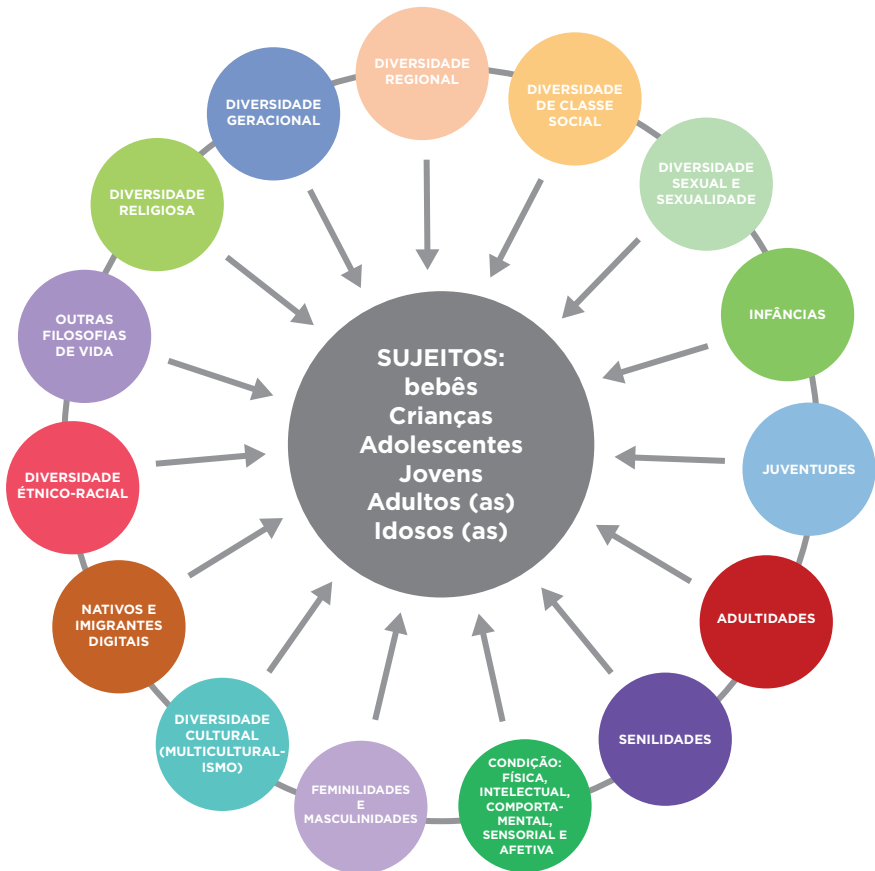 DIVERSIDADE
REGIONAL
DIVERSIDADE
DE CLASSE
SOCIAL
DIVERSIDADE
SEXUAL E
SEXUALIDADE
INFÂNCIAS
JUVENTUDES
ADULTIDADES
SENILIDADES
CONDIÇÃO:
FÍSICA,
INTELECTUAL,
COMPORTA-
MENTAL,
SENSORIAL E
AFETIVA
FEMINILIDADES
E
MASCULINIDADES
DIVERSIDADE
CULTURAL
(MULTICULTURAL-
ISMO)
NATIVOS E
IMIGRANTES
DIGITAIS
DIVERSIDADE
ÉTNICO-RACIAL
OUTRAS
FILOSOFIAS
DE VIDA
DIVERSIDADE
RELIGIOSA
DIVERSIDADE
GERACIONAL
SUJEITOS:
bebês
Crianças
Adolescentes
Jovens
Adultos (as)
Idosos (as)